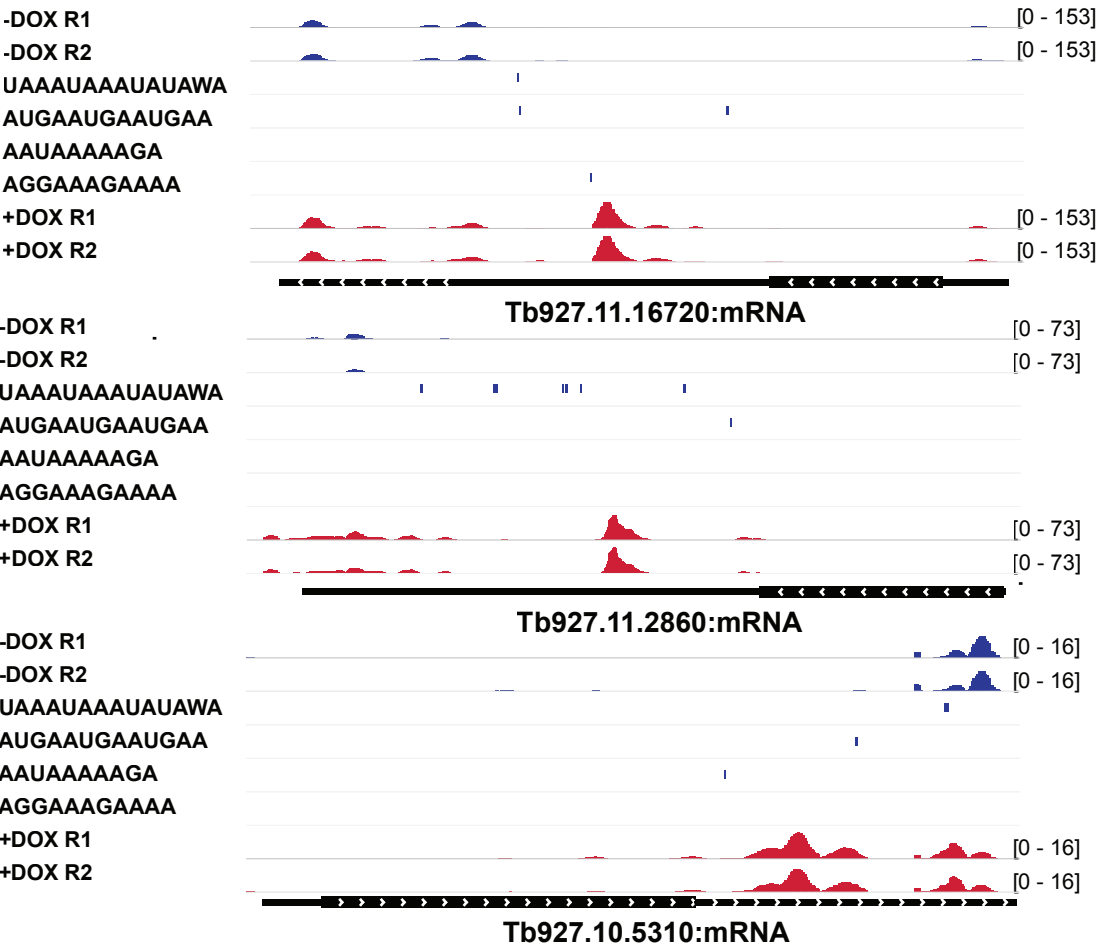 -DOX R1 [0 - 153]
-DOX R2 [0 - 153]
UAAAUAAAUAUAWA
AUGAAUGAAUGAA
AAUAAAAAGA
AGGAAAGAAAA
+DOX R1 [0 - 153]
+DOX R2 [0 - 153]
Tb927.11.16720:mRNA
-DOX R1 [0 - 73]
-DOX R2 [0 - 73]
UAAAUAAAUAUAWA
AUGAAUGAAUGAA
AAUAAAAAGA
AGGAAAGAAAA
+DOX R1 [0 - 73]
+DOX R2 [0 - 73]
Tb927.11.2860:mRNA
-DOX R1 [0 - 16]
-DOX R2 [0 - 16]
UAAAUAAAUAUAWA
AUGAAUGAAUGAA
AAUAAAAAGA
AGGAAAGAAAA
+DOX R1 [0 - 16]
+DOX R2 [0 - 16]
Tb927.10.5310:mRNA